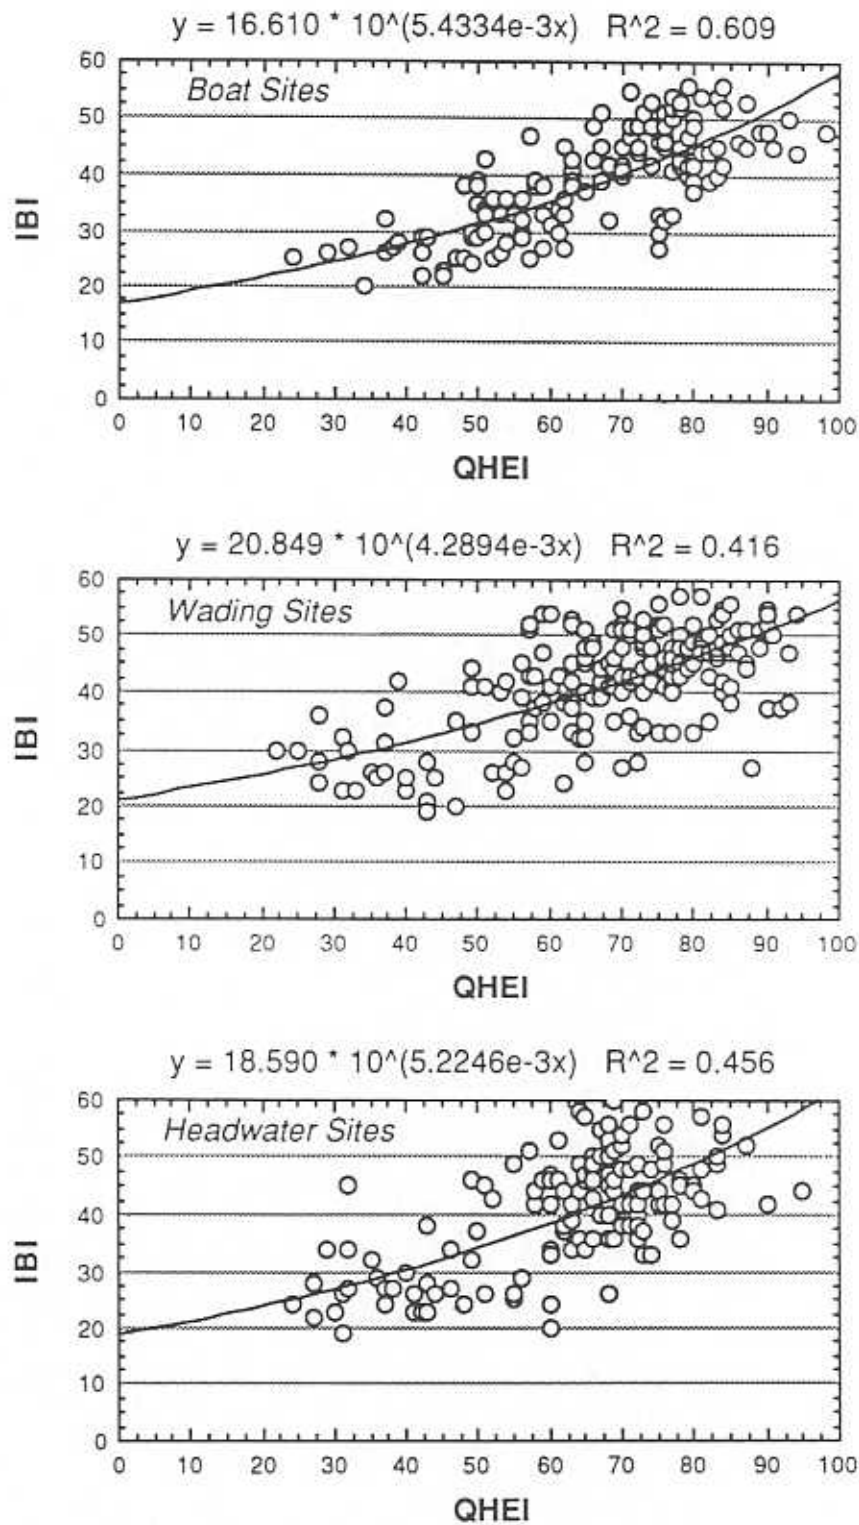 y = 16.610 * 10^(5.4334e-3x) R^2 = 0.609
Boat Sites
IBI
60
50
40
30
20
10
0
0 10 20 30 40 50 60 70 80 90 100
QHEI
y = 20.849 * 10^(4.2894e-3x) R^2 = 0.416
Wading Sites
IBI
60
50
40
30
20
10
0
0 10 20 30 40 50 60 70 80 90 100
QHEI
y = 18.590 * 10^(5.2246e-3x) R^2 = 0.456
Headwater Sites
IBI
60
50
40
30
20
10
0
0 10 20 30 40 50 60 70 80 90 100
QHEI